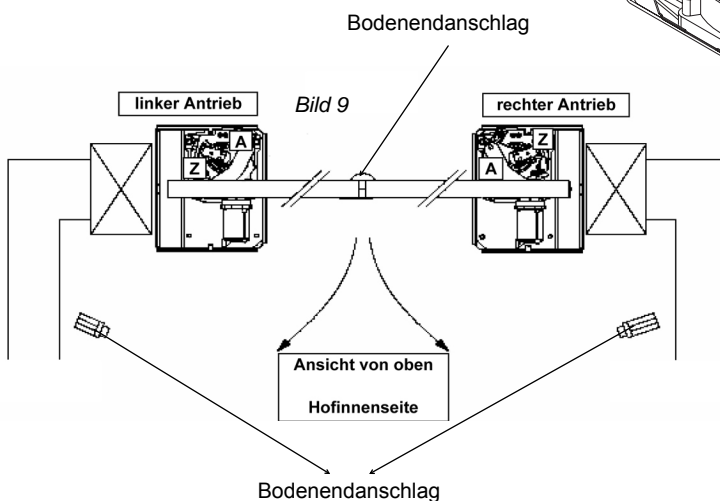 Bodenendanschlag
linker Antrieb
Bild 9
rechter Antrieb
A
Z
Z
A
Ansicht von oben
Hofinnenseite
Bodenendanschlag